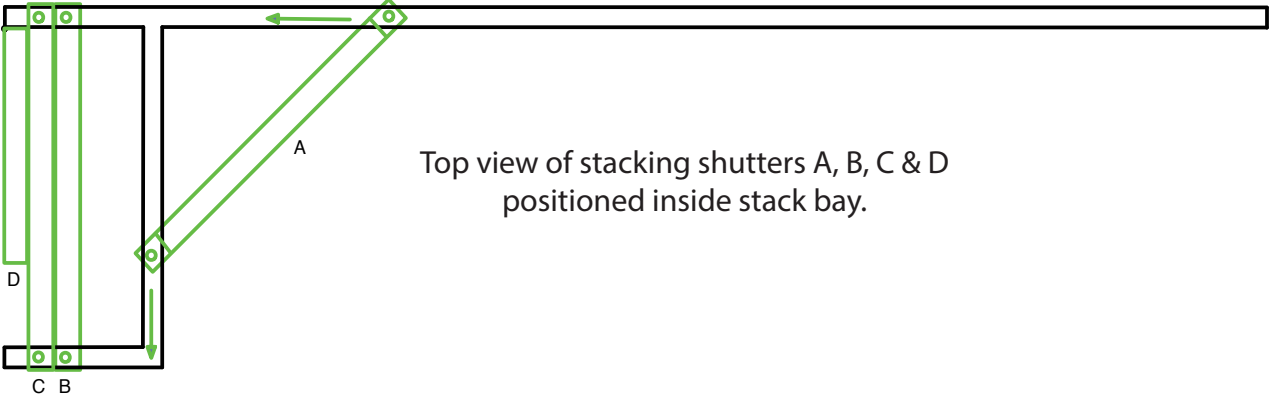 A
Top view of stacking shutters A, B, C & D
positioned inside stack bay.
D
C B